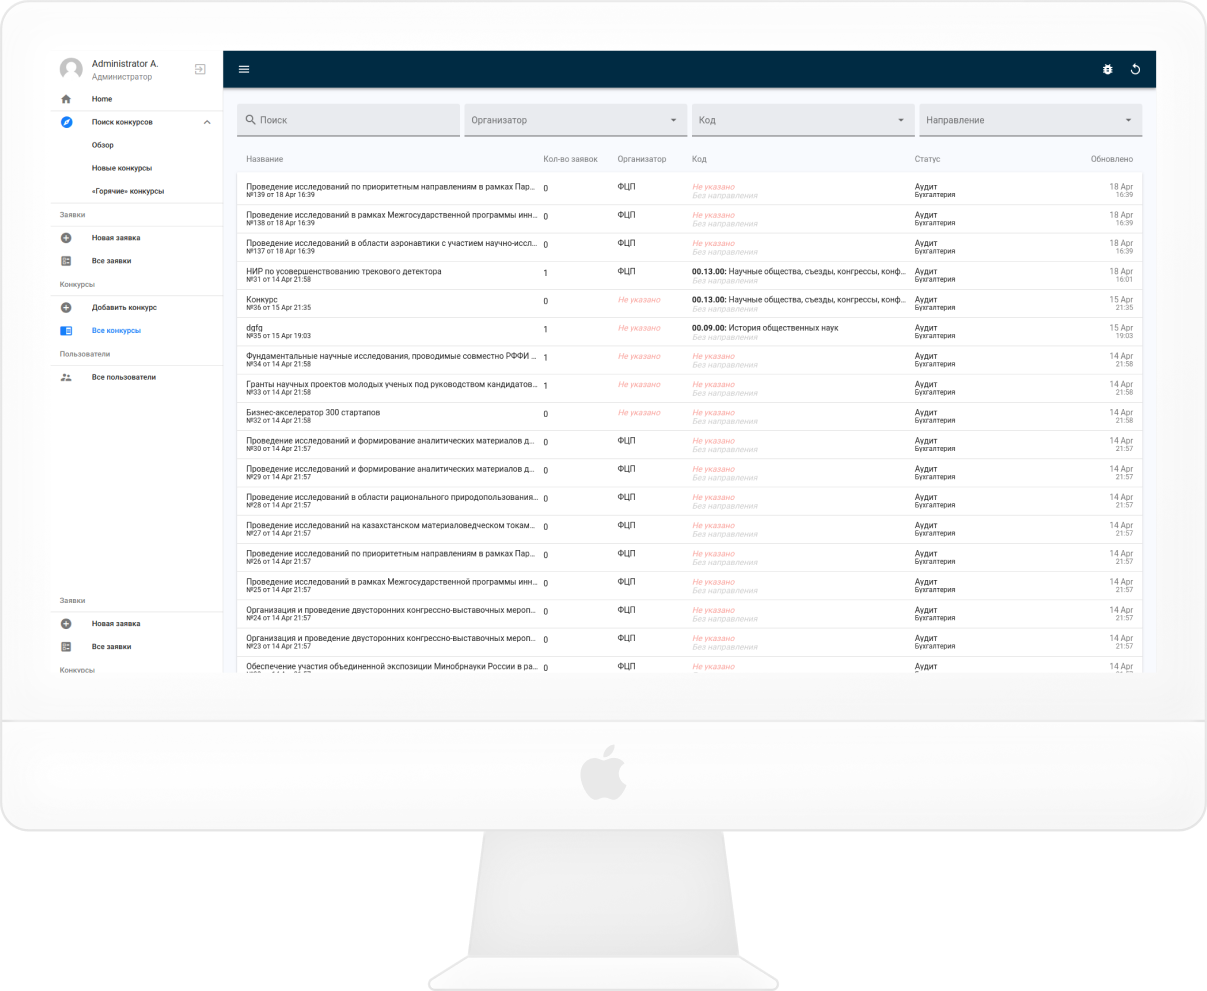 Administrator A.
Администратор
Home
Поиск конкурсов
Обзор
Новые конкурсы
«Горячие» конкурсы
Заявки
Новая заявка
Все заявки
Конкурсы
Добавить конкурс
Все конкурсы
Пользователи
Все пользователи
Заявки
Новая заявка
Все заявки
Конкурсы
Поиск
Организатор
Код
Направление
Название Кол-во заявок Организатор Код Статус Обновлено
Проведение исследований по приоритетным направлениям в рамках Пар... 0 ФЦП Не указано Аудит 18 Apr
№139 от 18 Apr 16:39 Без направления Бухгалтерия 16:39
Проведение исследований в рамках Межгосударственной программы инн... 0 ФЦП Не указано Аудит 18 Apr
№138 от 18 Apr 16:39 Без направления Бухгалтерия 16:39
Проведение исследований в области аэронавтики с участием научно-иссл... 0 ФЦП Не указано Аудит 18 Apr
№137 от 18 Apr 16:39 Без направления Бухгалтерия 16:39
НИР по усовершенствованию трекового детектора 1 ФЦП 00.13.00: Научные общества, съезды, конгрессы, конф... Аудит 18 Apr
№31 от 14 Apr 21:58 Без направления Бухгалтерия 16:01
Конкурс 0 Не указано 00.13.00: Научные общества, съезды, конгрессы, конф... Аудит 15 Apr
№36 от 15 Apr 21:35 Без направления Бухгалтерия 21:35
dgfg 1 Не указано 00.09.00: История общественных наук Аудит 15 Apr
№35 от 15 Apr 19:03 Без направления Бухгалтерия 19:03
Фундаментальные научные исследования, проводимые совместно РФФИ ... 1 Не указано Не указано Аудит 14 Apr
№34 от 14 Apr 21:58 Без направления Бухгалтерия 21:58
Гранты научных проектов молодых ученых под руководством кандидатов... 1 Не указано Не указано Аудит 14 Apr
№33 от 14 Apr 21:58 Без направления Бухгалтерия 21:58
Бизнес-акселератор 300 стартапов 0 Не указано Не указано Аудит 14 Apr
№32 от 14 Apr 21:58 Без направления Бухгалтерия 21:58
Проведение исследований и формирование аналитических материалов д... 0 ФЦП Не указано Аудит 14 Apr
№30 от 14 Apr 21:57 Без направления Бухгалтерия 21:57
Проведение исследований и формирование аналитических материалов д... 0 ФЦП Не указано Аудит 14 Apr
№29 от 14 Apr 21:57 Без направления Бухгалтерия 21:57
Проведение исследований в области рационального природопользования... 0 ФЦП Не указано Аудит 14 Apr
№28 от 14 Apr 21:57 Без направления Бухгалтерия 21:57
Проведение исследований на казахстанском материаловедческом токам... 0 ФЦП Не указано Аудит 14 Apr
№27 от 14 Apr 21:57 Без направления Бухгалтерия 21:57
Проведение исследований по приоритетным направлениям в рамках Пар... 0 ФЦП Не указано Аудит 14 Apr
№26 от 14 Apr 21:57 Без направления Бухгалтерия 21:57
Проведение исследований в рамках Межгосударственной программы инн... 0 ФЦП Не указано Аудит 14 Apr
№25 от 14 Apr 21:57 Без направления Бухгалтерия 21:57
Организация и проведение двусторонних конгрессно-выставочных мероп... 0 ФЦП Не указано Аудит 14 Apr
№24 от 14 Apr 21:57 Без направления Бухгалтерия 21:57
Организация и проведение двусторонних конгрессно-выставочных мероп... 0 ФЦП Не указано Аудит 14 Apr
№23 от 14 Apr 21:57 Без направления Бухгалтерия 21:57
Обеспечение участия объединенной экспозиции Минобрнауки России в ра... 0 ФЦП Не указано Аудит 14 Apr